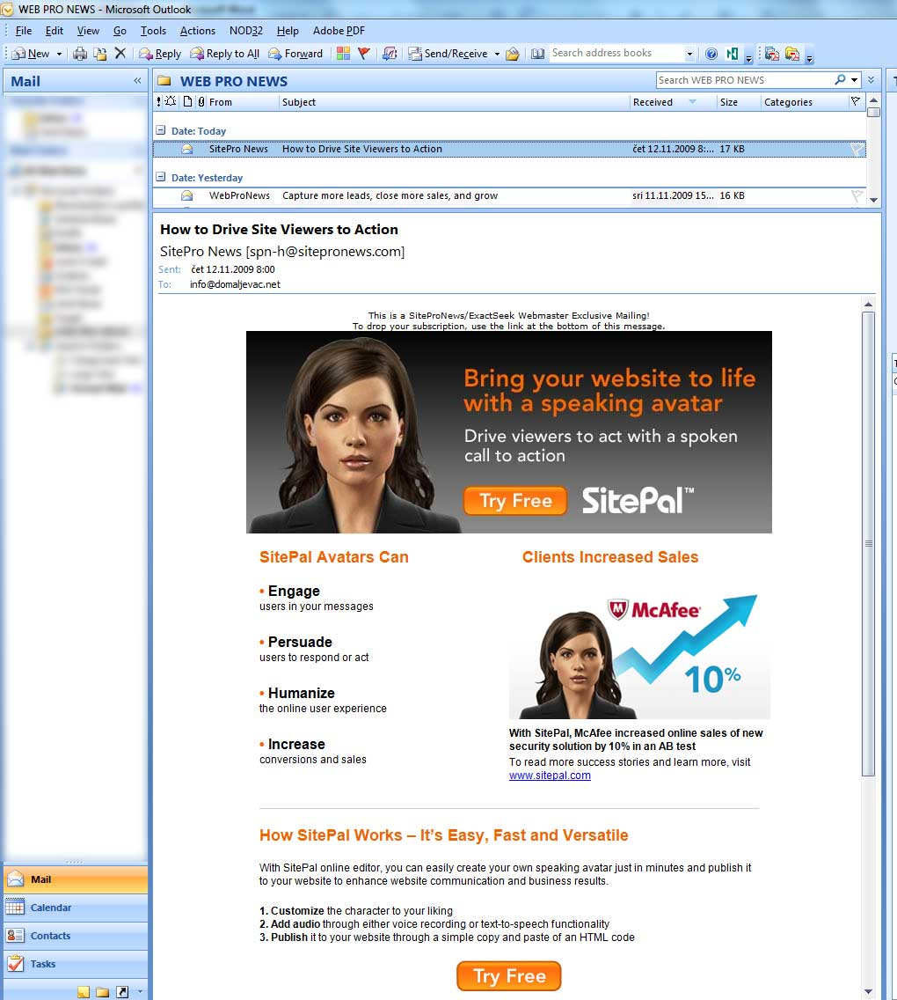 WEB PRO NEWS - Microsoft Outlook
File Edit View Go Tools Actions NOD32 Help Adobe PDF
New Reply Reply to All Forward Send/Receive Search address books
Mail «
WEB PRO NEWS Search WEB PRO NEWS
From Subject Received Size Categories
Date: Today
SitePro News How to Drive Site Viewers to Action čet 12.11.2009 8:... 17 KB
Date: Yesterday
WebProNews Capture more leads, close more sales, and grow sri 11.11.2009 15... 16 KB
How to Drive Site Viewers to Action
SitePro News [spn-h@sitepronews.com]
Sent: čet 12.11.2009 8:00
To: info@domaljevac.net
This is a SiteProNews/ExactSeek Webmaster Exclusive Mailing!
To drop your subscription, use the link at the bottom of this message.
Bring your website to life
with a speaking avatar
Drive viewers to act with a spoken
call to action
Try Free SitePal™
SitePal Avatars Can
• Engage
users in your messages
• Persuade
users to respond or act
• Humanize
the online user experience
• Increase
conversions and sales
Clients Increased Sales
McAfee®
10%
With SitePal, McAfee increased online sales of new
security solution by 10% in an AB test
To read more success stories and learn more, visit
www.sitepal.com
How SitePal Works – It’s Easy, Fast and Versatile
With SitePal online editor, you can easily create your own speaking avatar just in minutes and publish it
to your website to enhance website communication and business results.
1. Customize the character to your liking
2. Add audio through either voice recording or text-to-speech functionality
3. Publish it to your website through a simple copy and paste of an HTML code
Try Free
Mail
Calendar
Contacts
Tasks